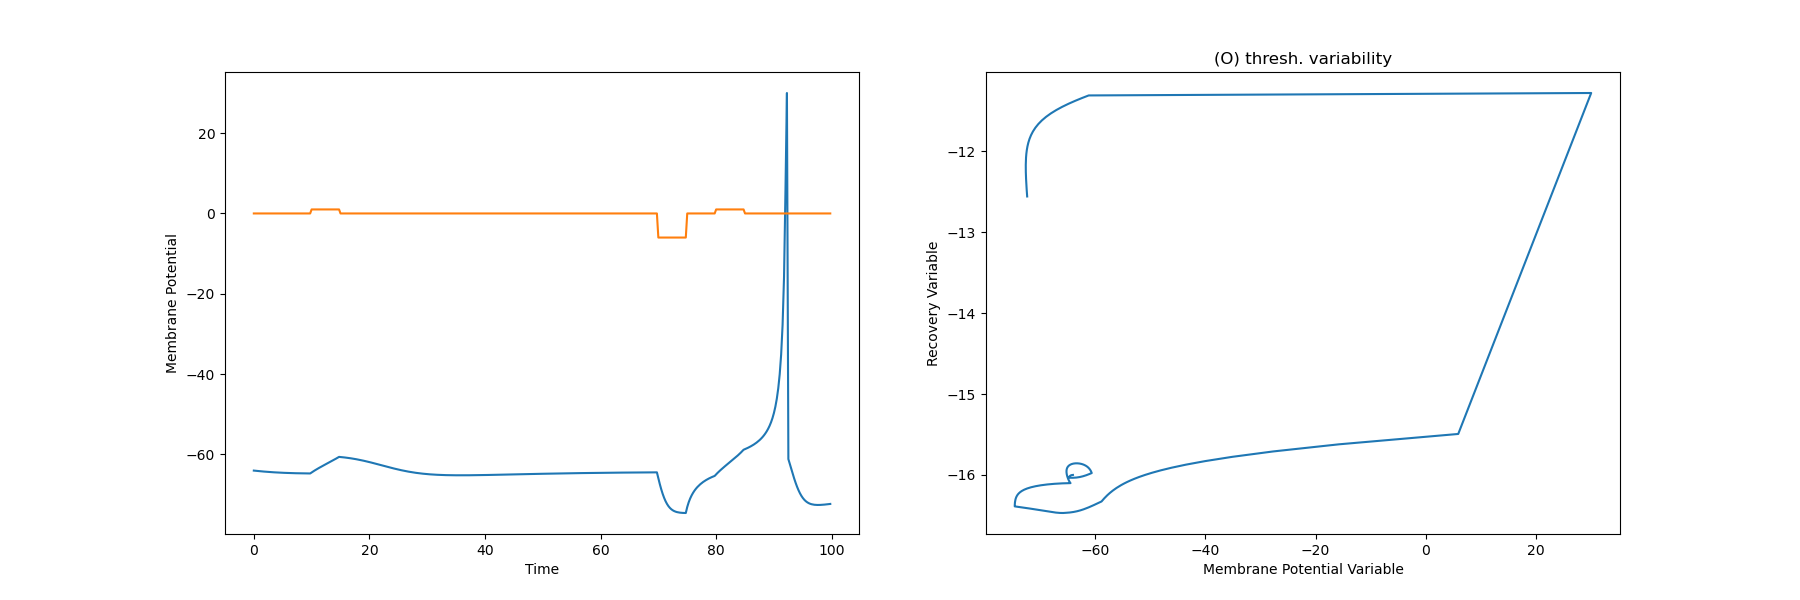 Membrane Potential
20
0
−20
−40
−60
0 20 40 60 80 100
Time
(O) thresh. variability
Recovery Variable
−12
−13
−14
−15
−16
−60 −40 −20 0 20
Membrane Potential Variable